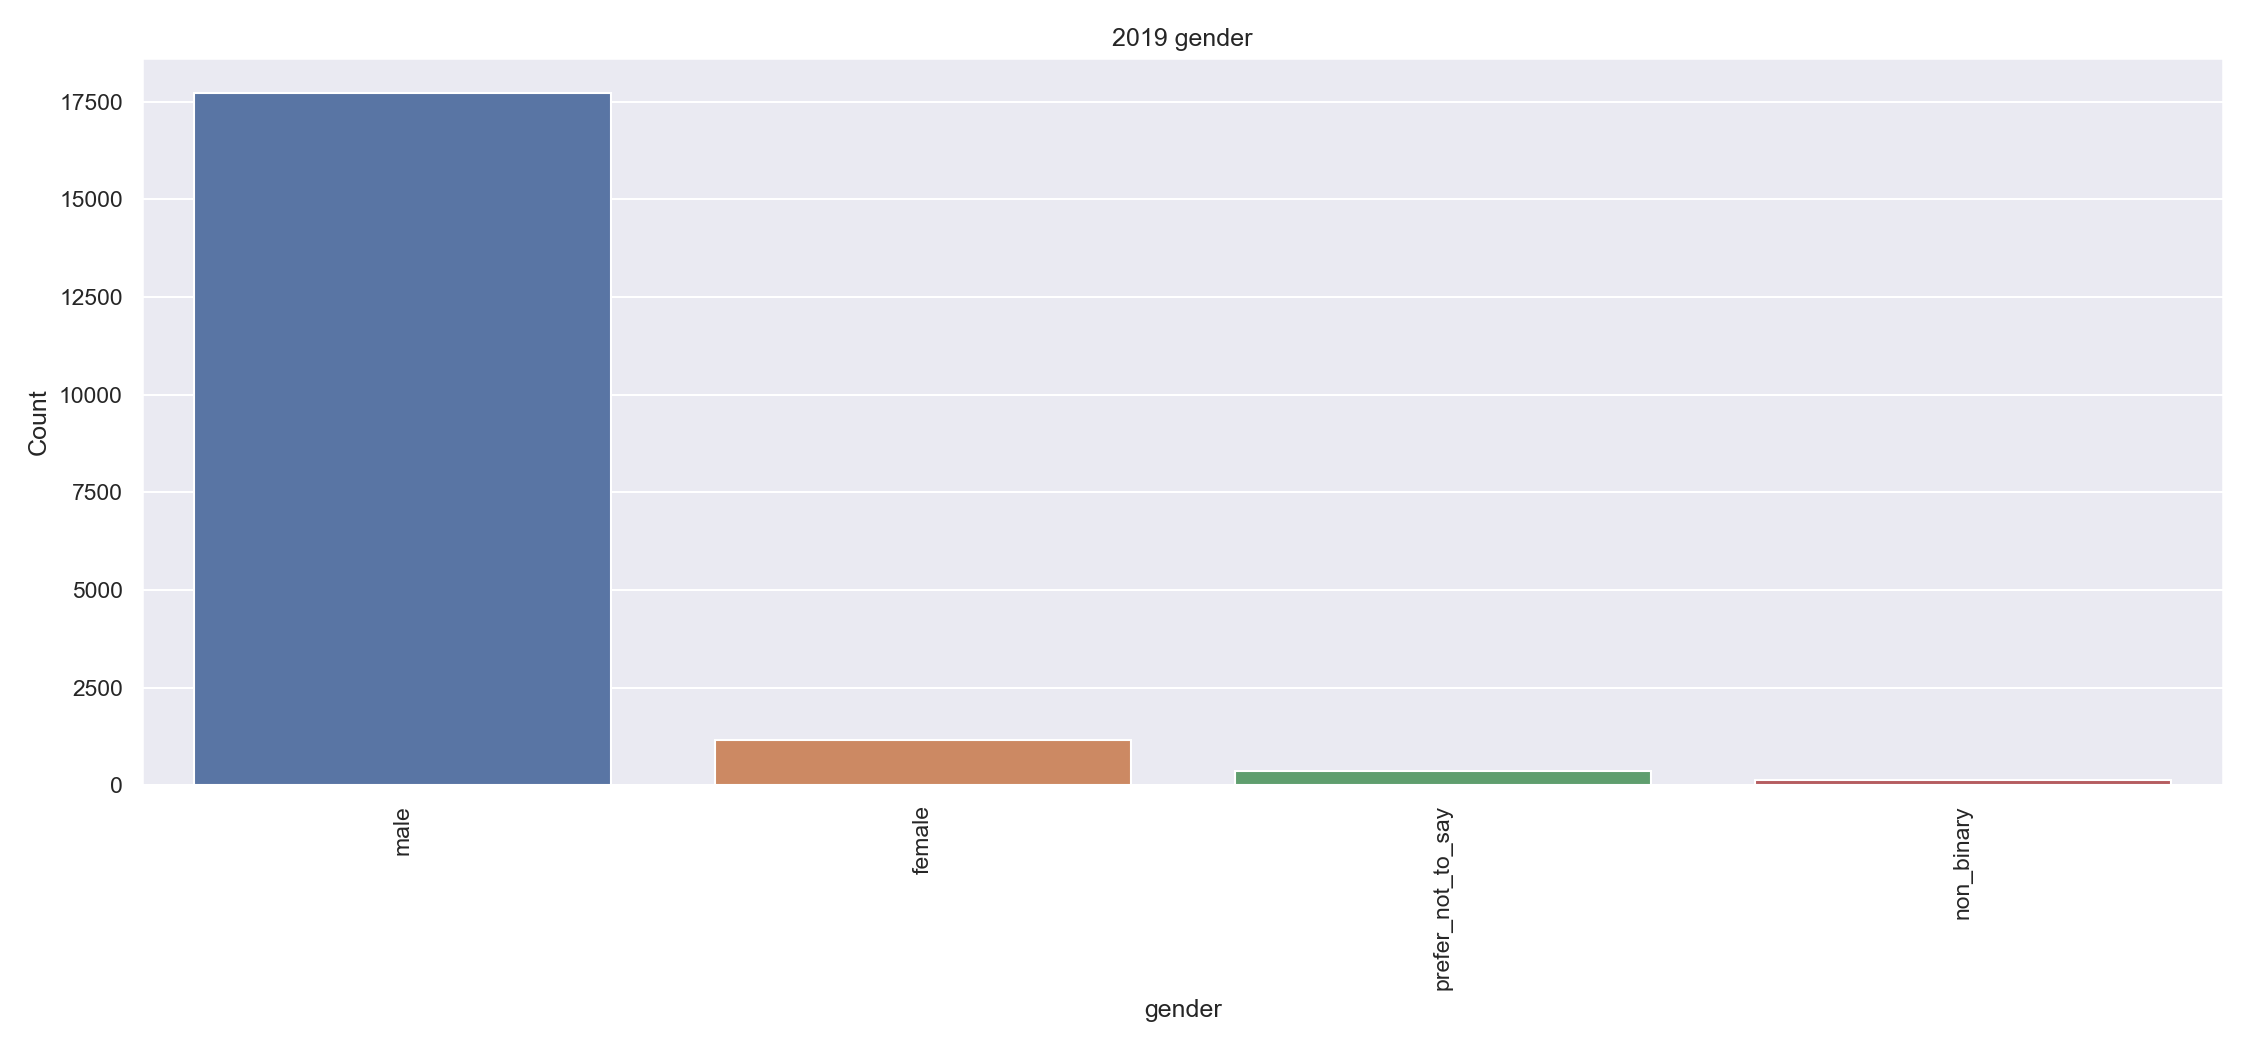 2019 gender
17500
15000
12500
10000
7500
5000
2500
0
Count
male
female
prefer_not_to_say
non_binary
gender